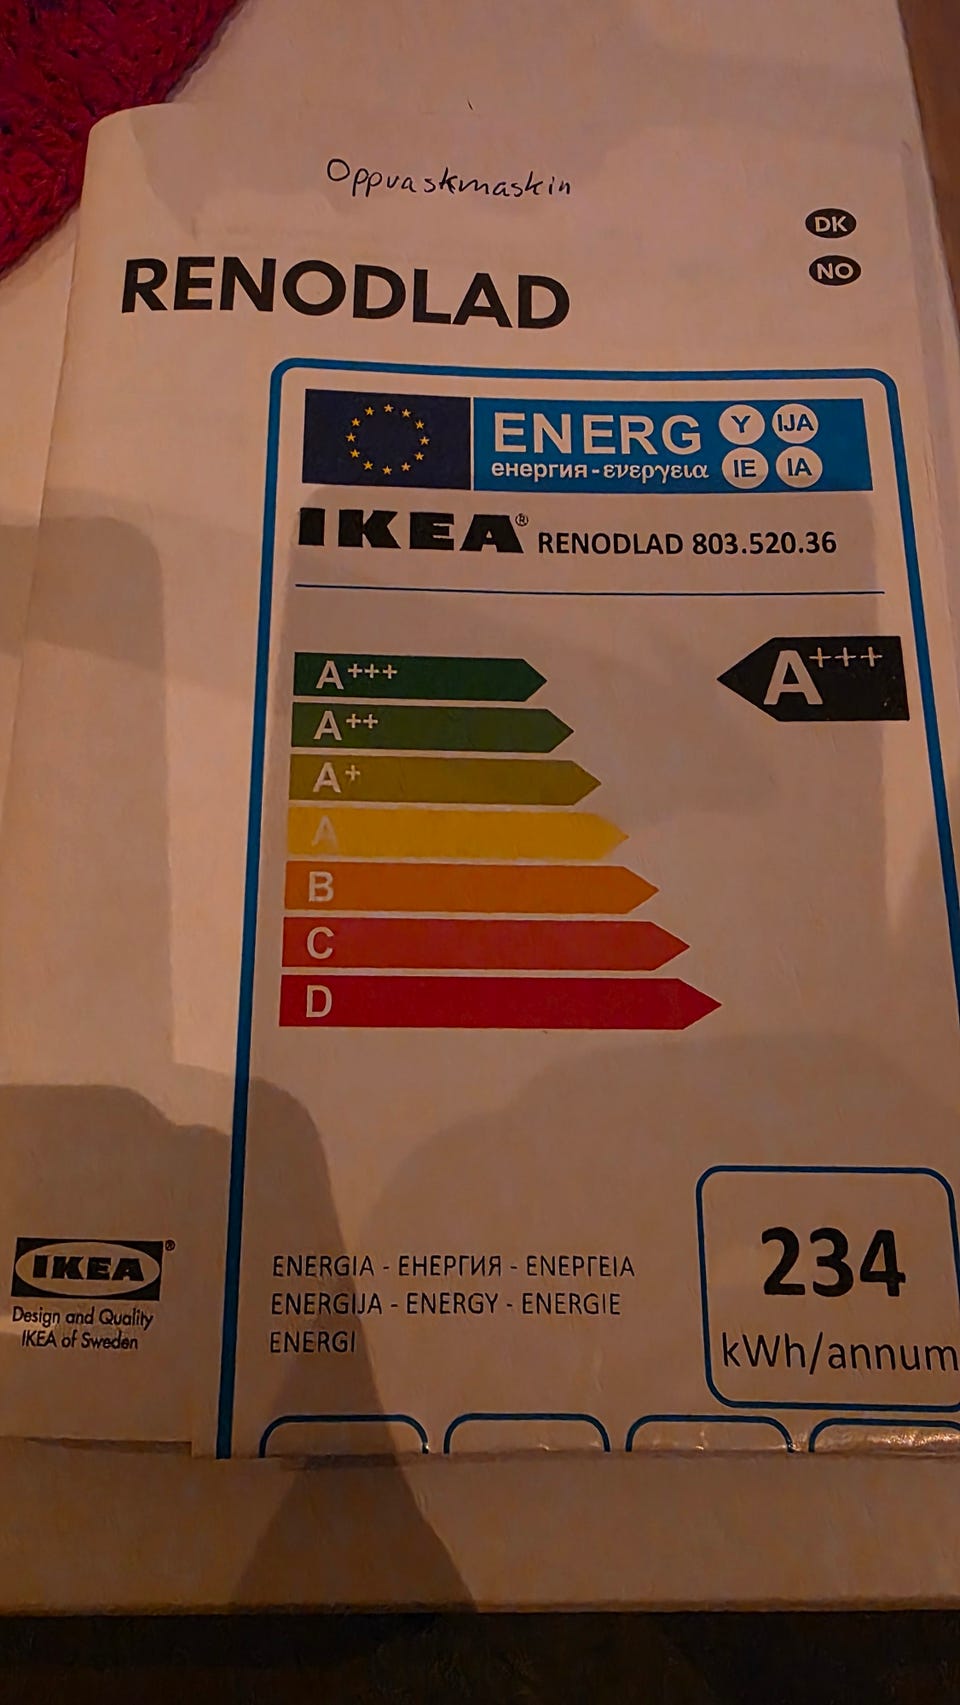 Oppvaskmaskin
DK
RENODLAD
NO
ENERG Y IJA
енергия - ενεργεια IE IA
IKEA® RENODLAD 803.520.36
A+++
A+++
A++
A+
A
B
C
D
234
kWh/annum
ENERGIA - ЕНЕРГИЯ - ΕΝΕΡΓΕΙΑ
ENERGIJA - ENERGY - ENERGIE
ENERGI
IKEA®
Design and Quality
IKEA of Sweden